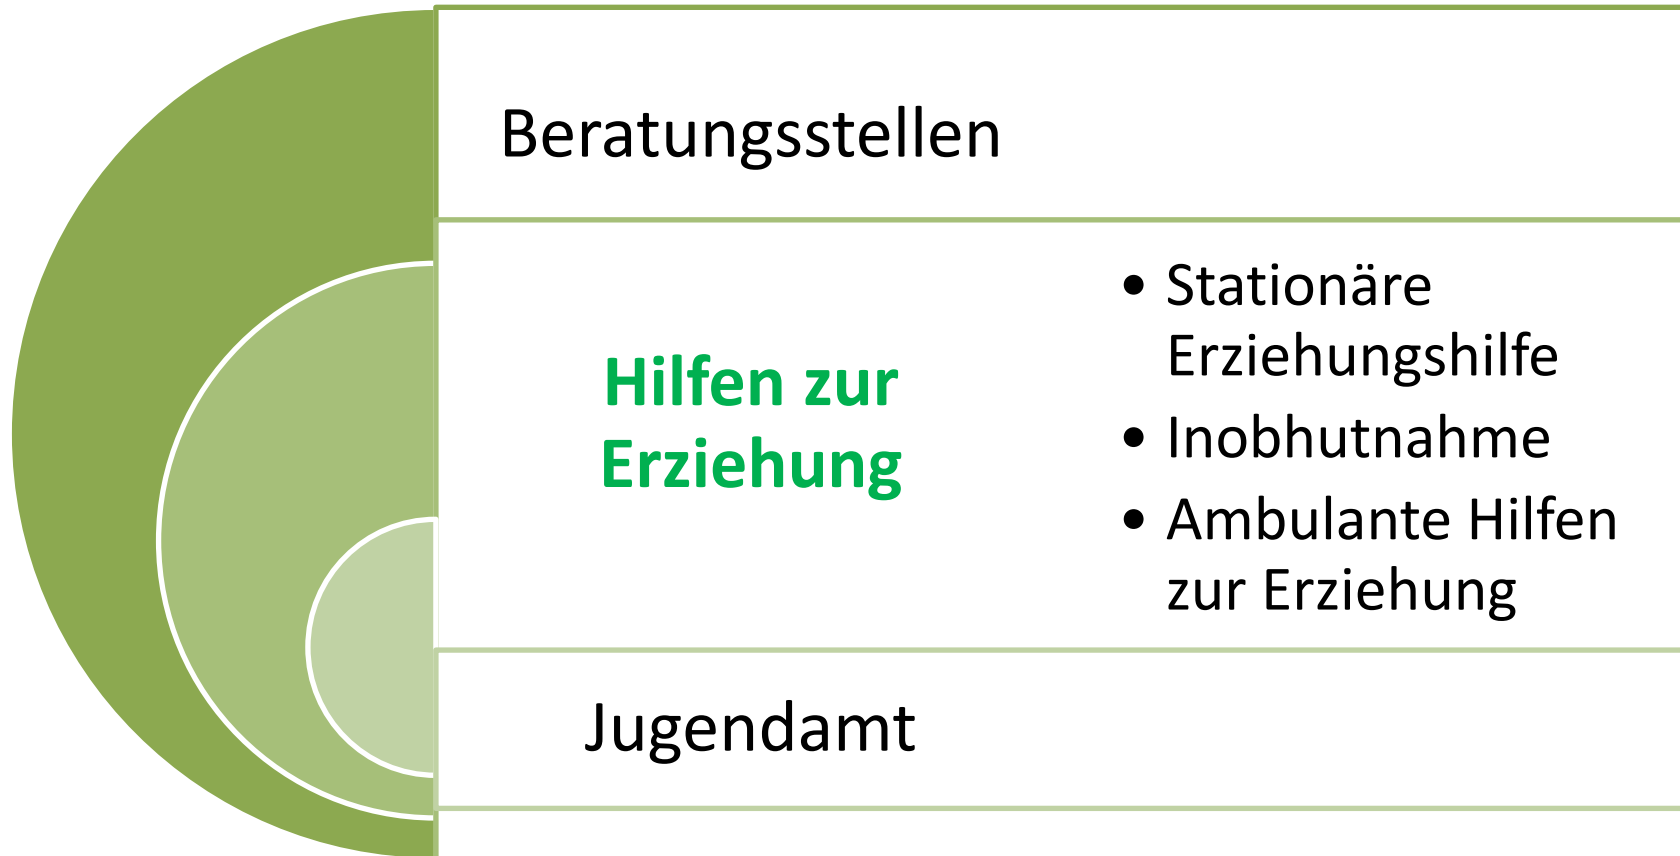 Beratungsstellen
Hilfen zur
Erziehung
• Stationäre
Erziehungshilfe
• Inobhutnahme
• Ambulante Hilfen
zur Erziehung
Jugendamt